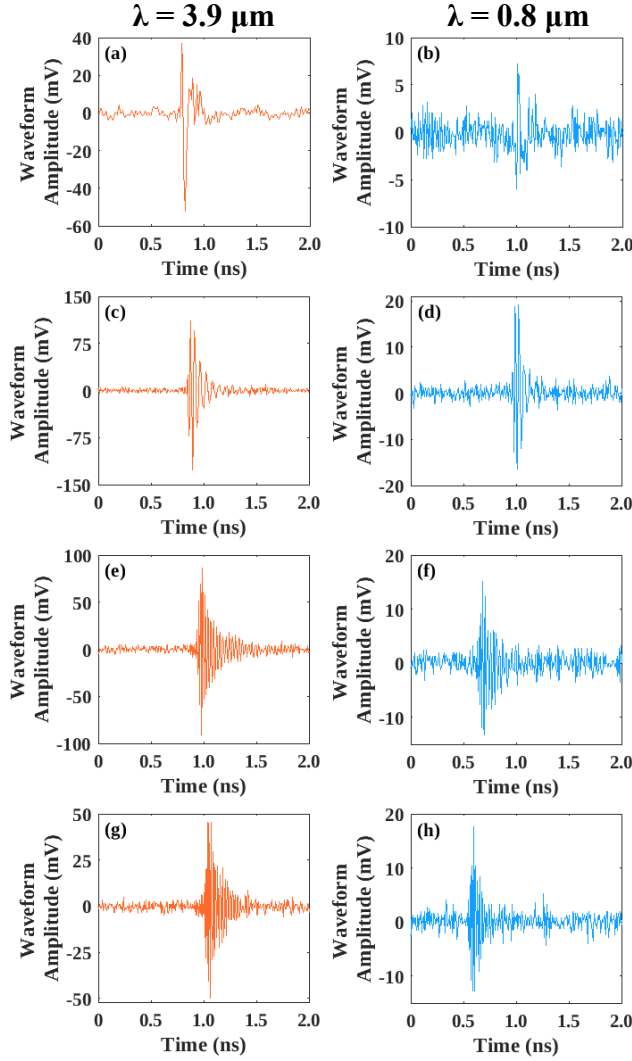 λ = 3.9 μm
λ = 0.8 μm
(a)
Waveform
Amplitude (mV)
40
20
0
-20
-40
-60
0 0.5 1.0 1.5 2.0
Time (ns)
(b)
Waveform
Amplitude (mV)
10
5
0
-5
-10
0 0.5 1.0 1.5 2.0
Time (ns)
(c)
Waveform
Amplitude (mV)
150
75
0
-75
-150
0 0.5 1.0 1.5 2.0
Time (ns)
(d)
Waveform
Amplitude (mV)
20
10
0
-10
-20
0 0.5 1.0 1.5 2.0
Time (ns)
(e)
Waveform
Amplitude (mV)
100
50
0
-50
-100
0 0.5 1.0 1.5 2.0
Time (ns)
(f)
Waveform
Amplitude (mV)
20
10
0
-10
0 0.5 1.0 1.5 2.0
Time (ns)
(g)
Waveform
Amplitude (mV)
50
25
0
-25
-50
0 0.5 1.0 1.5 2.0
Time (ns)
(h)
Waveform
Amplitude (mV)
20
10
0
-10
0 0.5 1.0 1.5 2.0
Time (ns)